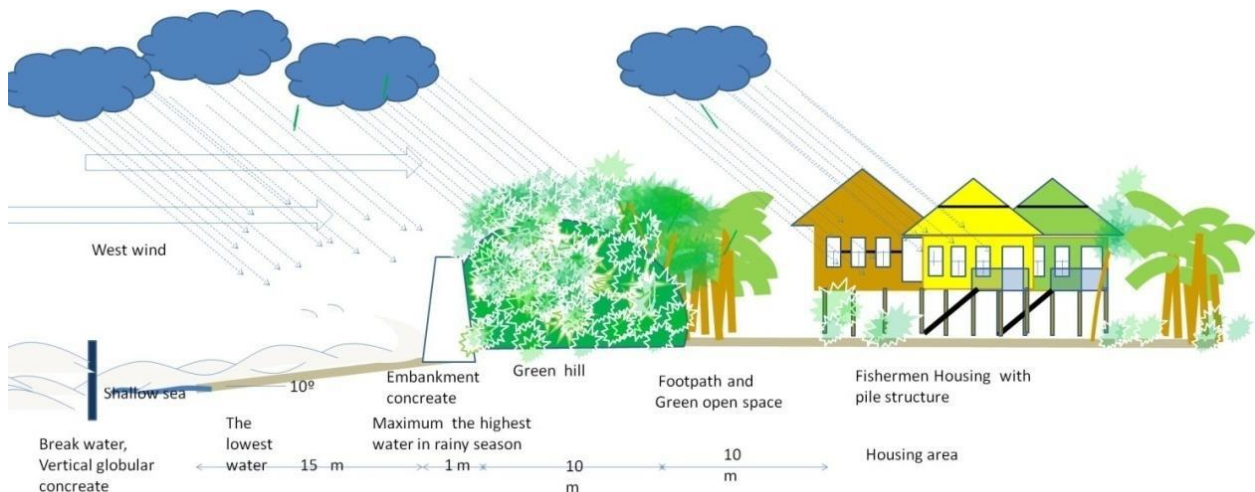 West wind
Shallow sea
10º
Embankment
concreate
Green hill
Footpath and
Green open space
Fishermen Housing with
pile structure
Break water,
Vertical globular
concreate
The
lowest
water
Maximum the highest
water in rainy season
15 m
1 m
10
m
10
m
Housing area